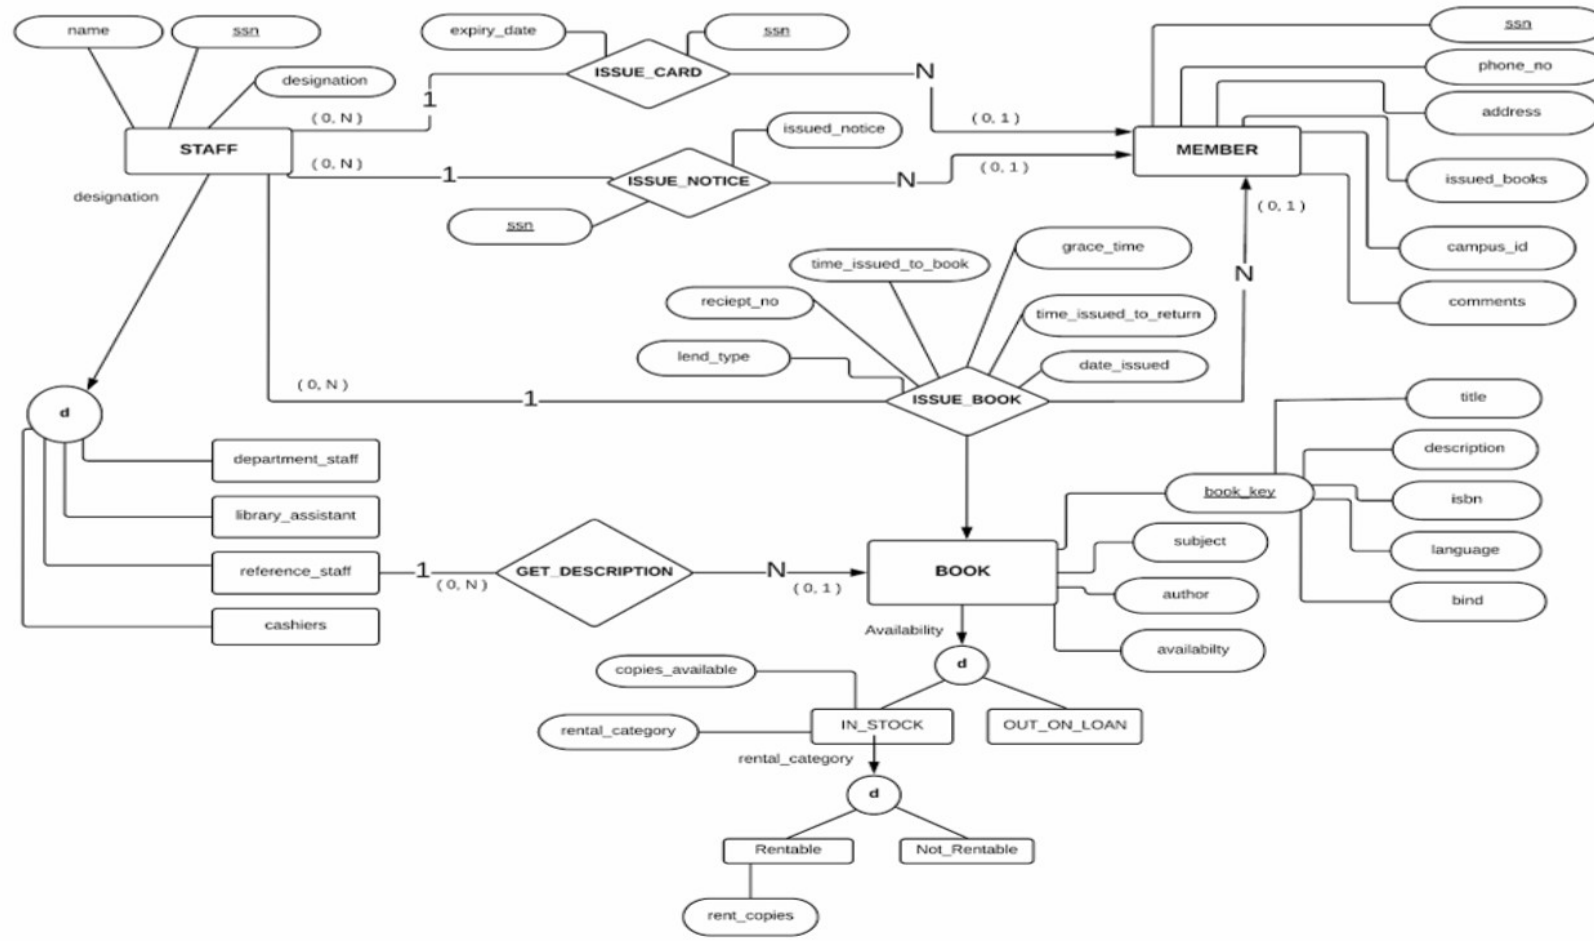 name
ssn
expiry_date
ssn
ssn
designation
ISSUE_CARD
N
phone_no
1
( 0, N )
issued_notice
( 0, 1 )
address
STAFF
( 0, N )
1
ISSUE_NOTICE
N
( 0, 1 )
MEMBER
issued_books
designation
ssn
( 0, 1 )
grace_time
campus_id
time_issued_to_book
N
reciept_no
time_issued_to_return
comments
lend_type
date_issued
( 0, N )
1
ISSUE_BOOK
title
d
description
department_staff
book_key
isbn
library_assistant
subject
language
reference_staff
1
( 0, N )
GET_DESCRIPTION
N
( 0, 1 )
BOOK
author
bind
cashiers
Availability
availabilty
copies_available
d
rental_category
IN_STOCK
OUT_ON_LOAN
rental_category
d
Rentable
Not_Rentable
rent_copies